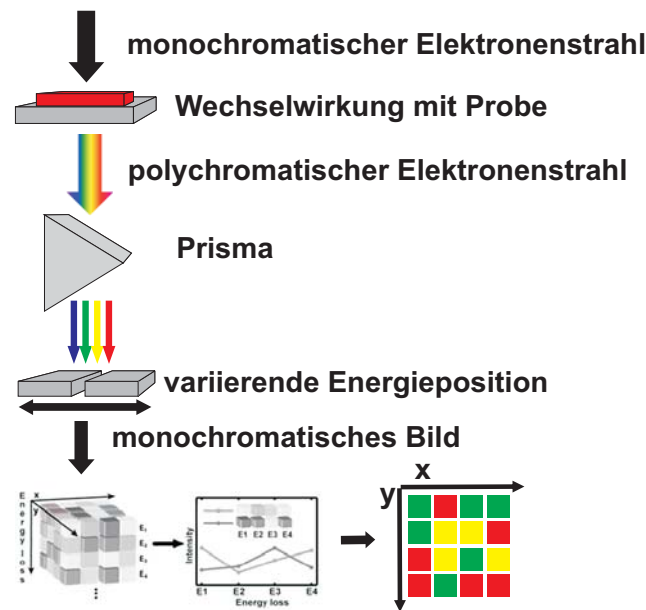 monochromatischer Elektronenstrahl
Wechselwirkung mit Probe
polychromatischer Elektronenstrahl
Prisma
variierende Energieposition
monochromatisches Bild
Energy loss
x
y
E₁
E₂
E₃
E₄
Intensity
E1 E2 E3 E4
E1 E2 E3 E4
Energy loss
x
y